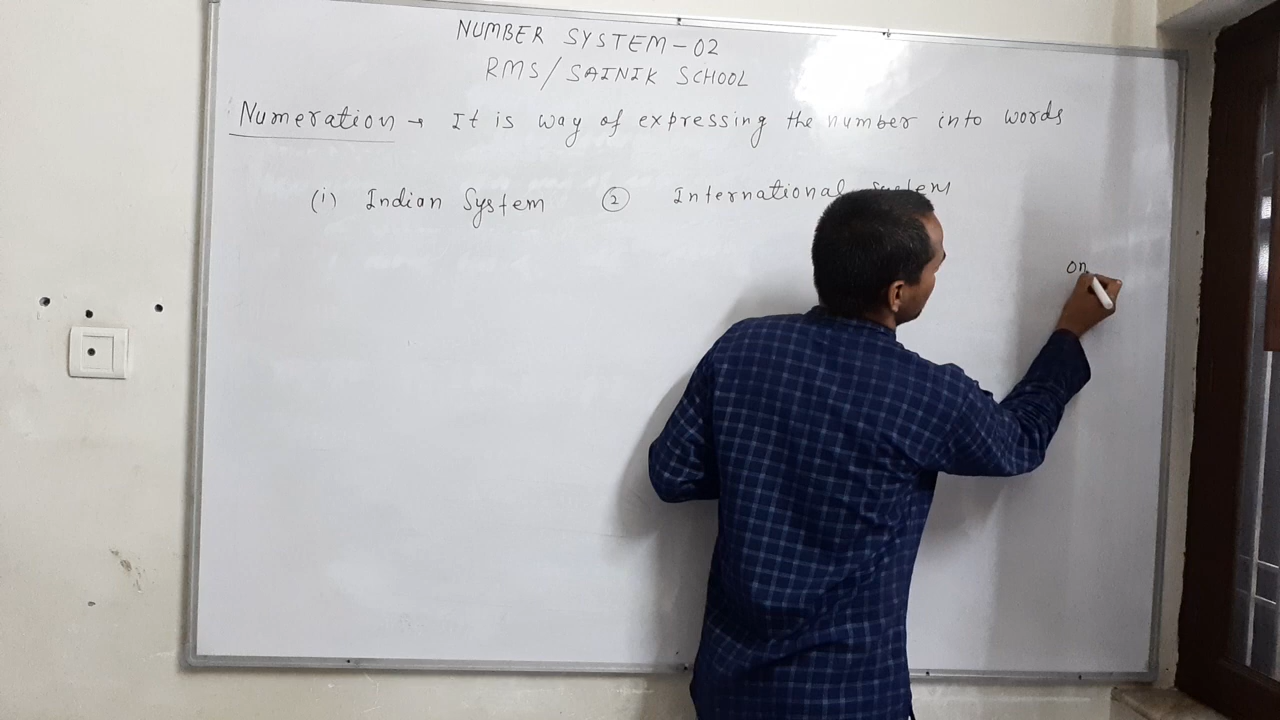 NUMBER SYSTEM-02
RMS/SAINIK SCHOOL
Numeration → It is way of expressing the number into words
(i) Indian System ② International System
on